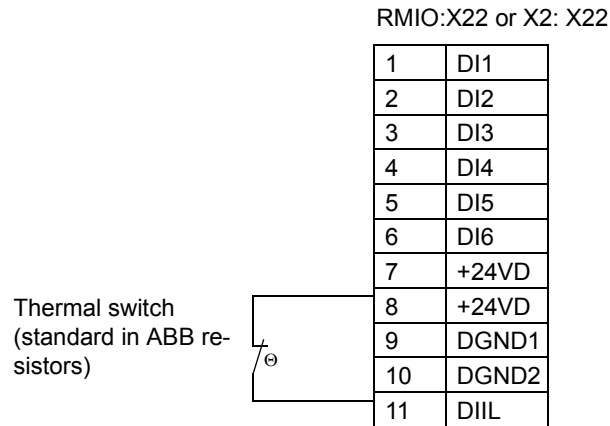 RMIO:X22 or X2: X22
1 DI1
2 DI2
3 DI3
4 DI4
5 DI5
6 DI6
7 +24VD
8 +24VD
9 DGND1
10 DGND2
11 DIIL
Thermal switch
(standard in ABB re-
sistors)
Θ